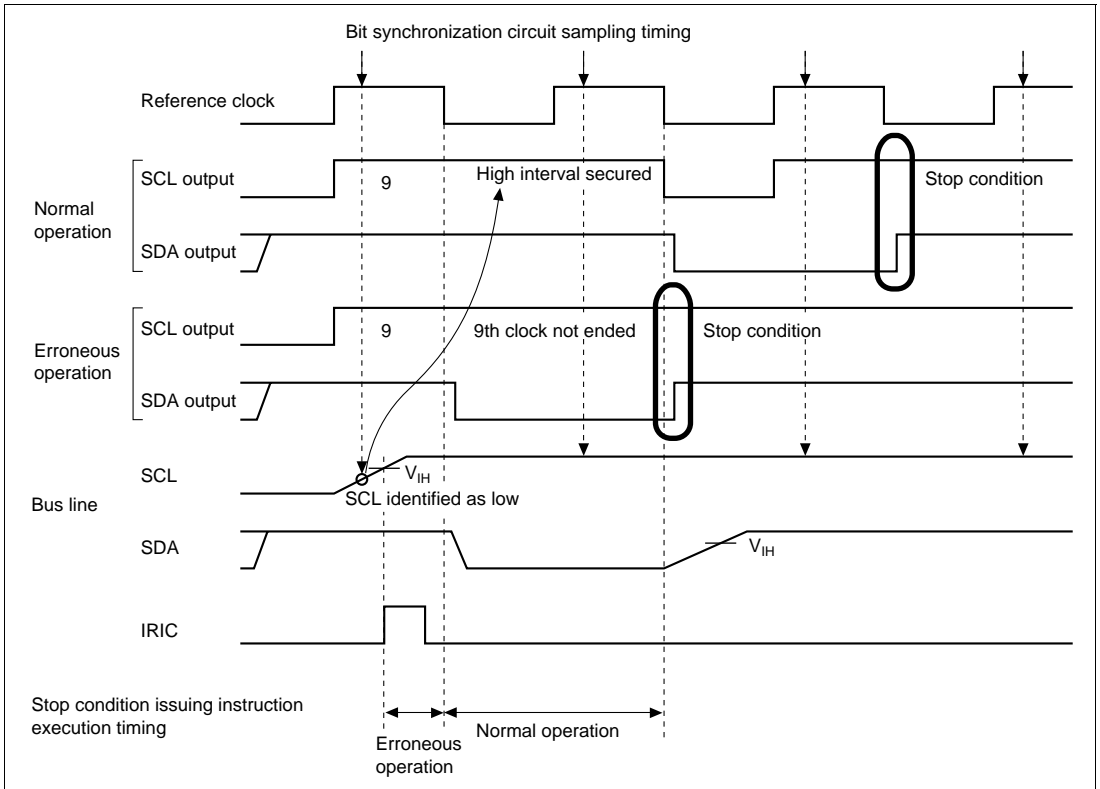 Bit synchronization circuit sampling timing
Reference clock
Normal
operation
SCL output
9
High interval secured
Stop condition
SDA output
Erroneous
operation
SCL output
9
9th clock not ended
Stop condition
SDA output
Bus line
SCL
VIH
SCL identified as low
SDA
VIH
IRIC
Stop condition issuing instruction
execution timing
Erroneous
operation
Normal operation